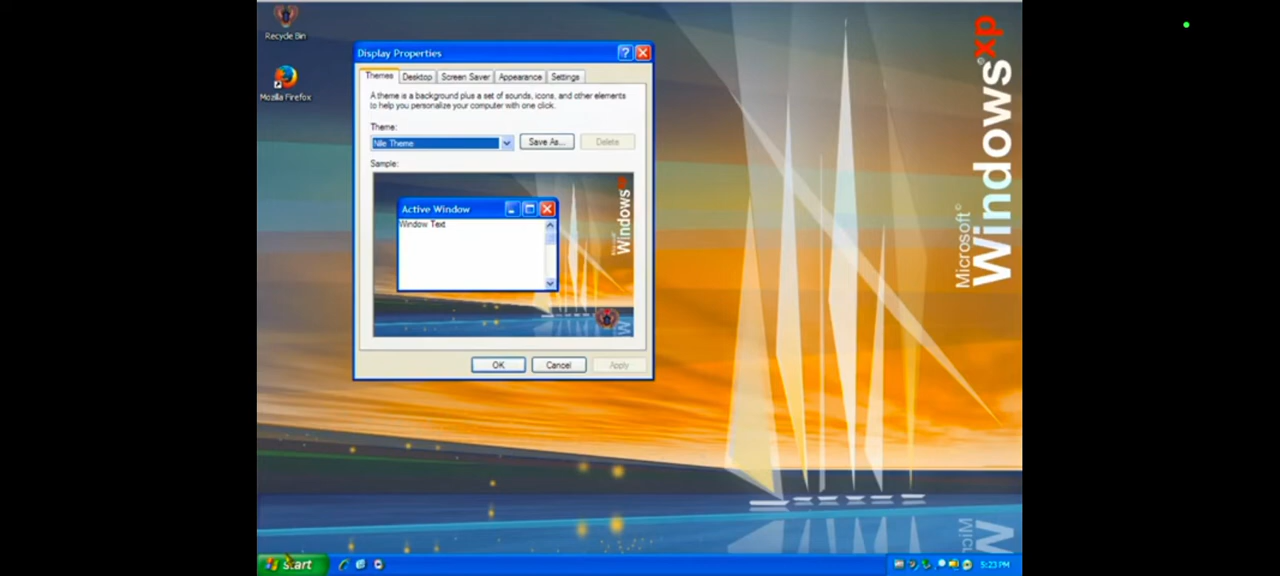 Recycle Bin
Mozilla Firefox
Display Properties
Themes Desktop Screen Saver Appearance Settings
A theme is a background plus a set of sounds, icons, and other elements
to help you personalize your computer with one click.
Theme:
Nile Theme
Save As...
Delete
Sample:
Active Window
Window Text
Microsoft©
Windows xp
OK
Cancel
Apply
Microsoft©
Windows®xp
start
5:23 PM